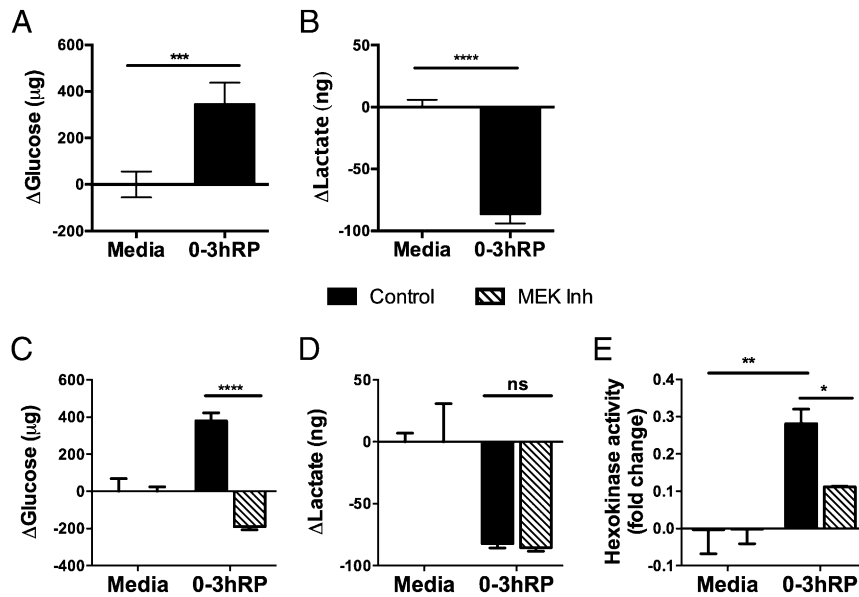 A
ΔGlucose (µg)
600
400
200
0
-200
***
Media
0-3hRP
B
ΔLactate (ng)
50
0
-50
-100
****
Media
0-3hRP
Control
MEK Inh
C
ΔGlucose (µg)
600
400
200
0
-200
-400
****
Media
0-3hRP
D
ΔLactate (ng)
50
0
-50
-100
ns
Media
0-3hRP
E
Hexokinase activity
(fold change)
0.4
0.3
0.2
0.1
0.0
-0.1
**
*
Media
0-3hRP